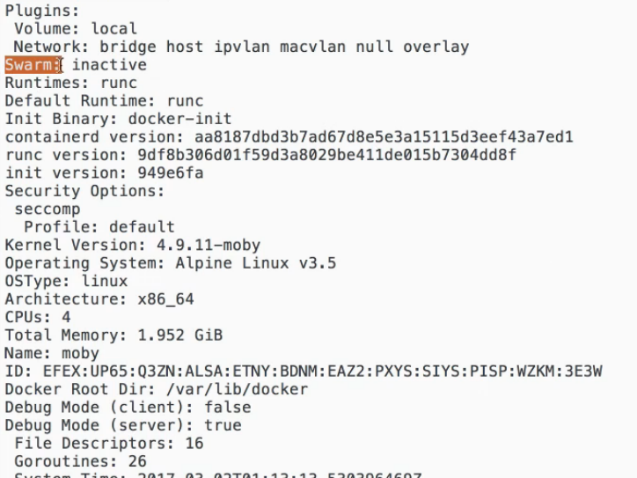 Plugins:
Volume: local
Network: bridge host ipvlan macvlan null overlay
Swarm: inactive
Runtimes: runc
Default Runtime: runc
Init Binary: docker-init
containerd version: aa8187dbd3b7ad67d8e5e3a15115d3eef43a7ed1
runc version: 9df8b306d01f59d3a8029be411de015b7304dd8f
init version: 949e6fa
Security Options:
seccomp
Profile: default
Kernel Version: 4.9.11-moby
Operating System: Alpine Linux v3.5
OSType: linux
Architecture: x86_64
CPUs: 4
Total Memory: 1.952 GiB
Name: moby
ID: EFEX:UP65:Q3ZN:ALSA:ETNY:BDNM:EAZ2:PXYS:SIYS:PISP:WZKM:3E3W
Docker Root Dir: /var/lib/docker
Debug Mode (client): false
Debug Mode (server): true
File Descriptors: 16
Goroutines: 26
System Time: